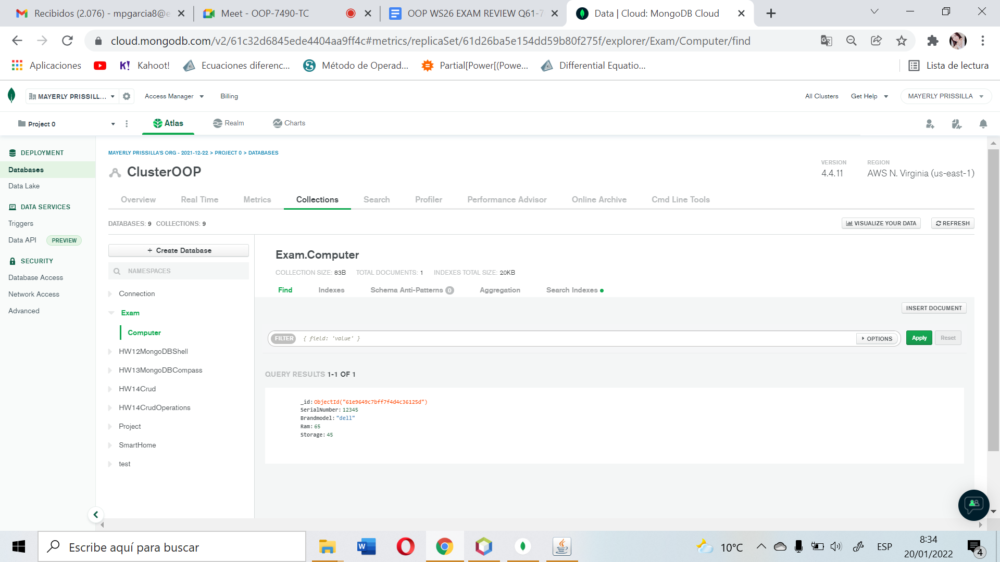 Recibidos (2.076) - mpgarcia8@e
Meet - OOP-7490-TC
OOP WS26 EXAM REVIEW Q61-7
Data | Cloud: MongoDB Cloud
cloud.mongodb.com/v2/61c32d6845ede4404aa9ff4c#metrics/replicaSet/61d26ba5e154dd59b80f275f/explorer/Exam/Computer/find
Aplicaciones
K! Kahoot!
Ecuaciones diferenc...
Método de Operad...
Partial[Power[(Powe...
Differential Equatio...
Lista de lectura
MAYERLY PRISSILL...
Access Manager
Billing
All Clusters
Get Help
MAYERLY PRISSILLA
Project 0
Atlas
Realm
Charts
DEPLOYMENT
Databases
Data Lake
DATA SERVICES
Triggers
Data API PREVIEW
SECURITY
Database Access
Network Access
Advanced
MAYERLY PRISSILLA'S ORG - 2021-12-22 > PROJECT 0 > DATABASES
ClusterOOP
VERSION
4.4.11
REGION
AWS N. Virginia (us-east-1)
Overview
Real Time
Metrics
Collections
Search
Profiler
Performance Advisor
Online Archive
Cmd Line Tools
DATABASES: 9 COLLECTIONS: 9
VISUALIZE YOUR DATA
REFRESH
+ Create Database
NAMESPACES
Connection
Exam
Computer
HW12MongoDBShell
HW13MongoDBCompass
HW14Crud
HW14CrudOperations
Project
SmartHome
test
Exam.Computer
COLLECTION SIZE: 83B TOTAL DOCUMENTS: 1 INDEXES TOTAL SIZE: 20KB
Find
Indexes
Schema Anti-Patterns 0
Aggregation
Search Indexes
INSERT DOCUMENT
FILTER { field: 'value' }
OPTIONS
Apply
Reset
QUERY RESULTS 1-1 OF 1
_id: ObjectId("61e9649c7bff7f4d4c36125d")
SerialNumber: 12345
Brandmodel: "dell"
Ram: 65
Storage: 45
Escribe aquí para buscar
W
10°C
ESP
8:34
20/01/2022
4